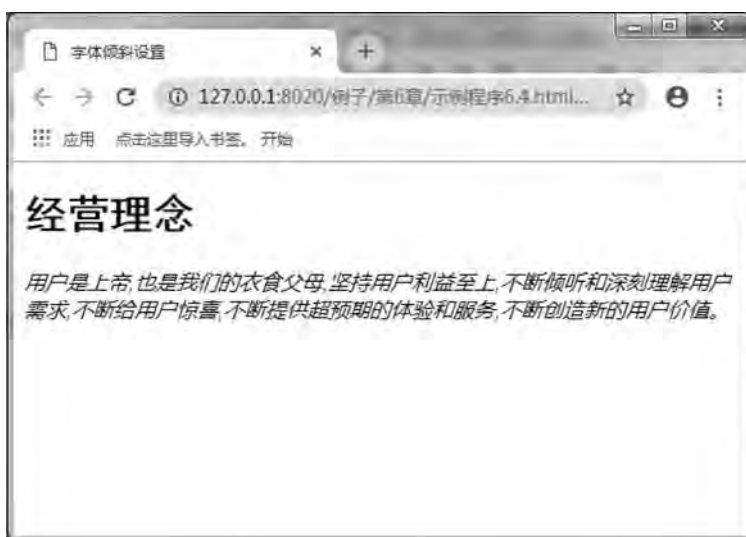 字体倾斜设置
127.0.0.1:8020/例子/第6章/示例程序6.4.html...
应用 点击这里导入书签。 开始
经营理念
用户是上帝,也是我们的衣食父母,坚持用户利益至上,不断倾听和深刻理解用户
需求,不断给用户惊喜,不断提供超预期的体验和服务,不断创造新的用户价值。